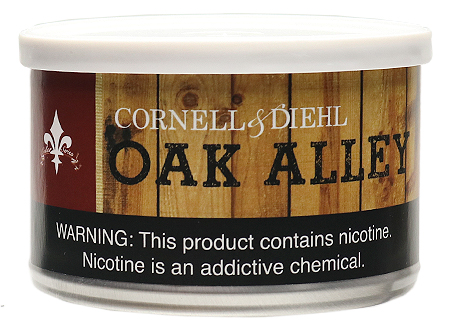 CORNELL & DIEHL
OAK ALLEY
WARNING: This product contains nicotine.
Nicotine is an addictive chemical.